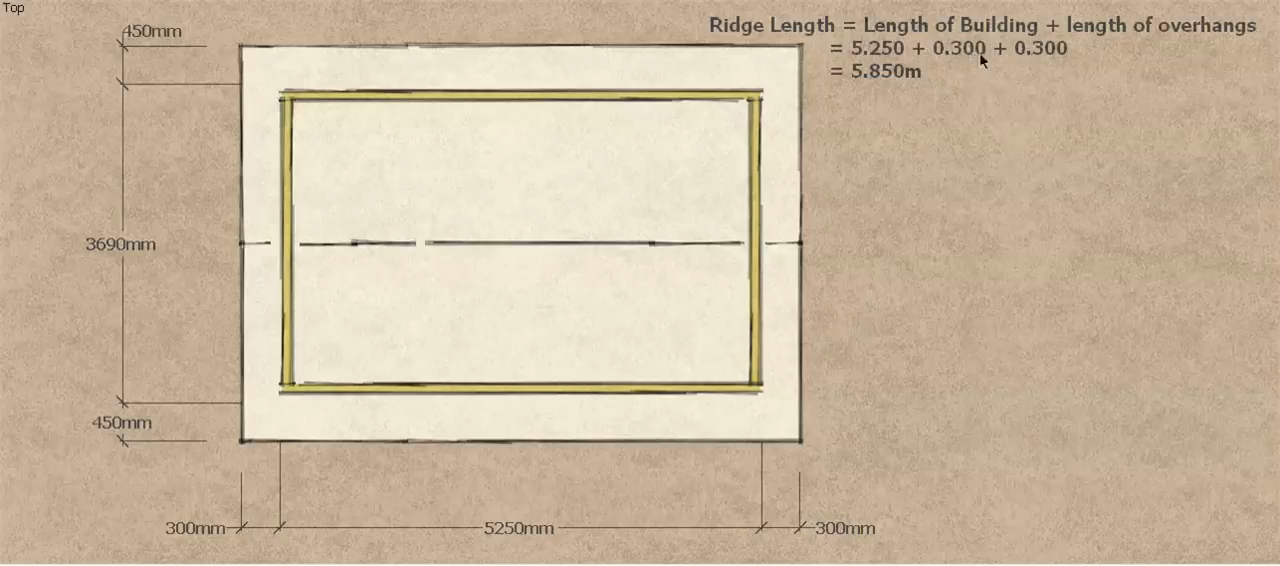 Top
450mm
Ridge Length = Length of Building + length of overhangs
= 5.250 + 0.300 + 0.300
= 5.850m
3690mm
450mm
300mm
5250mm
300mm